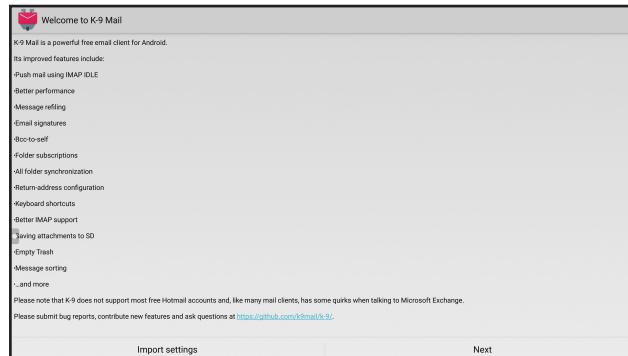 Welcome to K-9 Mail
K-9 Mail is a powerful free email client for Android.
Its improved features include:
·Push mail using IMAP IDLE
·Better performance
·Message refiling
·Email signatures
·Bcc-to-self
·Folder subscriptions
·All folder synchronization
·Return-address configuration
·Keyboard shortcuts
·Better IMAP support
·Saving attachments to SD
·Empty Trash
·Message sorting
·…and more
Please note that K-9 does not support most free Hotmail accounts and, like many mail clients, has some quirks when talking to Microsoft Exchange.
Please submit bug reports, contribute new features and ask questions at https://github.com/k9mail/k-9/.
Import settings
Next